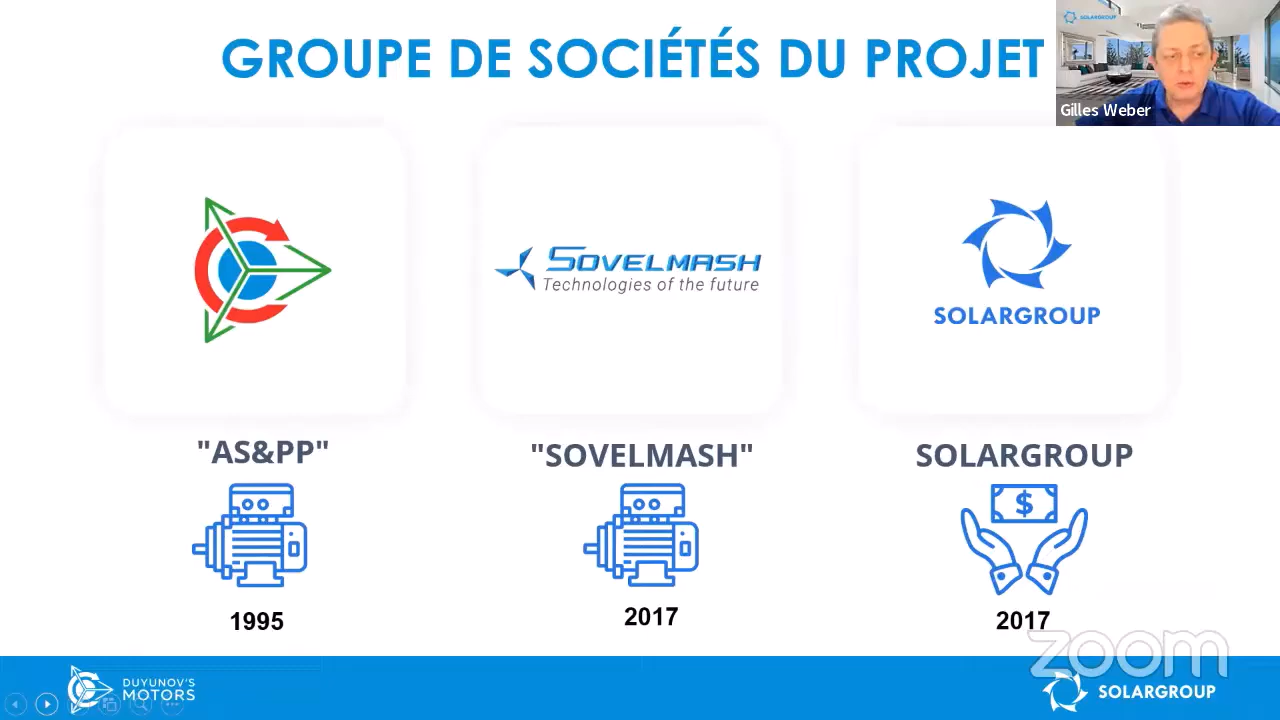 GROUPE DE SOCIÉTÉS DU PROJET
SOLARGROUP
Gilles Weber
SOVELMASH
Technologies of the future
SOLARGROUP
"AS&PP"
"SOVELMASH"
SOLARGROUP
$
1995
2017
2017
zoom
DUYUNOV'S
MOTORS
SOLARGROUP